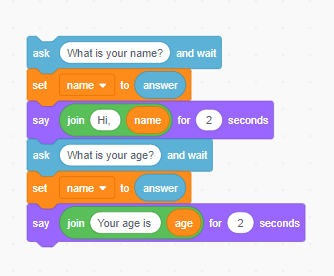 ask What is your name? and wait
set name to answer
say join Hi, name for 2 seconds
ask What is your age? and wait
set name to answer
say join Your age is age for 2 seconds